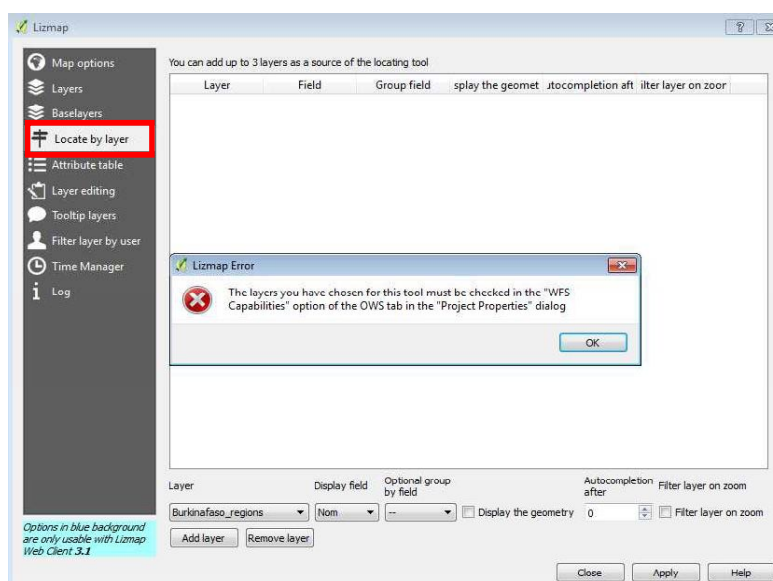 Lizmap
Map options
Layers
Baselayers
Locate by layer
Attribute table
Layer editing
Tooltip layers
Filter layer by user
Time Manager
Log
Options in blue background
are only usable with Lizmap
Web Client 3.1
You can add up to 3 layers as a source of the locating tool
Layer Field Group field splay the geomet utocompletion aft ilter layer on zoor
Lizmap Error
The layers you have chosen for this tool must be checked in the "WFS
Capabilities" option of the OWS tab in the "Project Properties" dialog
OK
Layer Display field Optional group
by field Autocompletion
after Filter layer on zoom
Burkinafaso_regions Nom -- Display the geometry 0 Filter layer on zoom
Add layer Remove layer
Close Apply Help